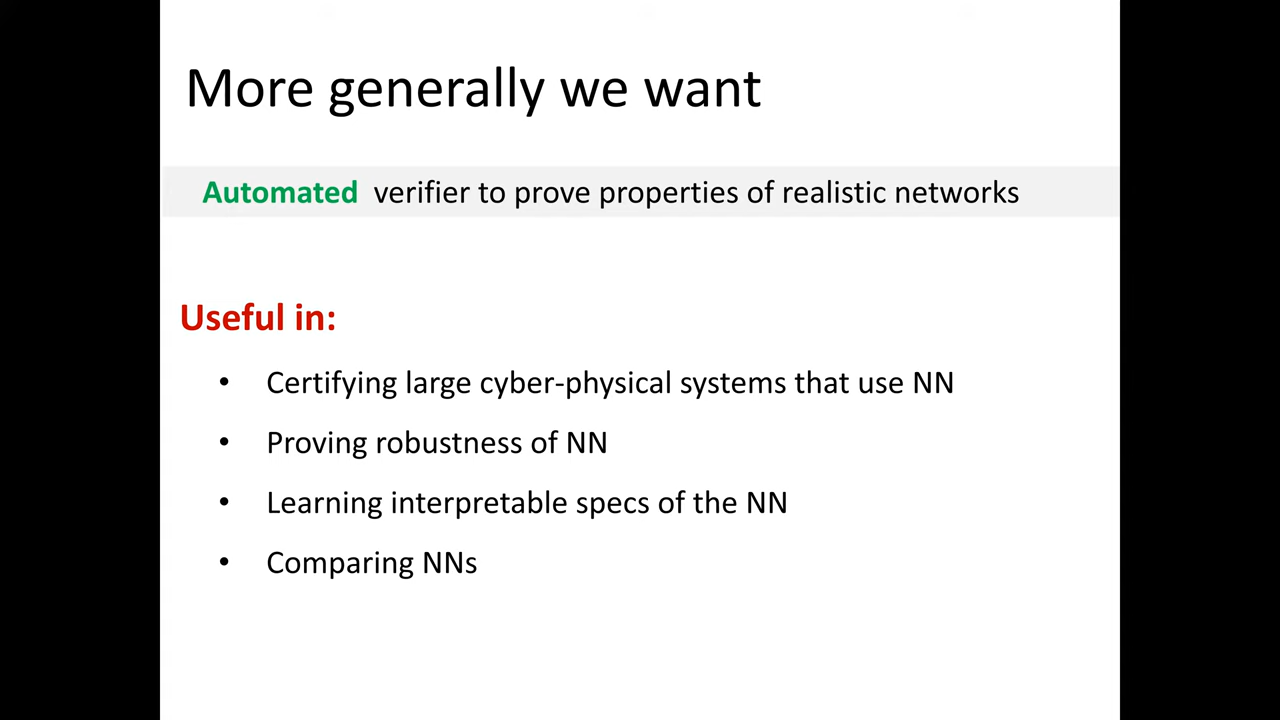 More generally we want
Automated verifier to prove properties of realistic networks
Useful in:
• Certifying large cyber-physical systems that use NN
• Proving robustness of NN
• Learning interpretable specs of the NN
• Comparing NNs